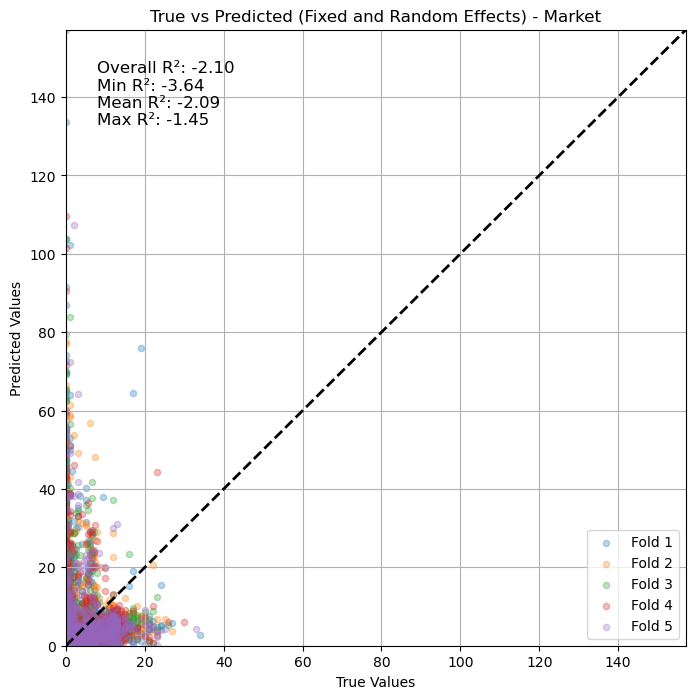 True vs Predicted (Fixed and Random Effects) - Market
Overall R²: -2.10
Min R²: -3.64
Mean R²: -2.09
Max R²: -1.45
140
120
100
80
60
40
20
0
Predicted Values
Fold 1
Fold 2
Fold 3
Fold 4
Fold 5
0 20 40 60 80 100 120 140
True Values